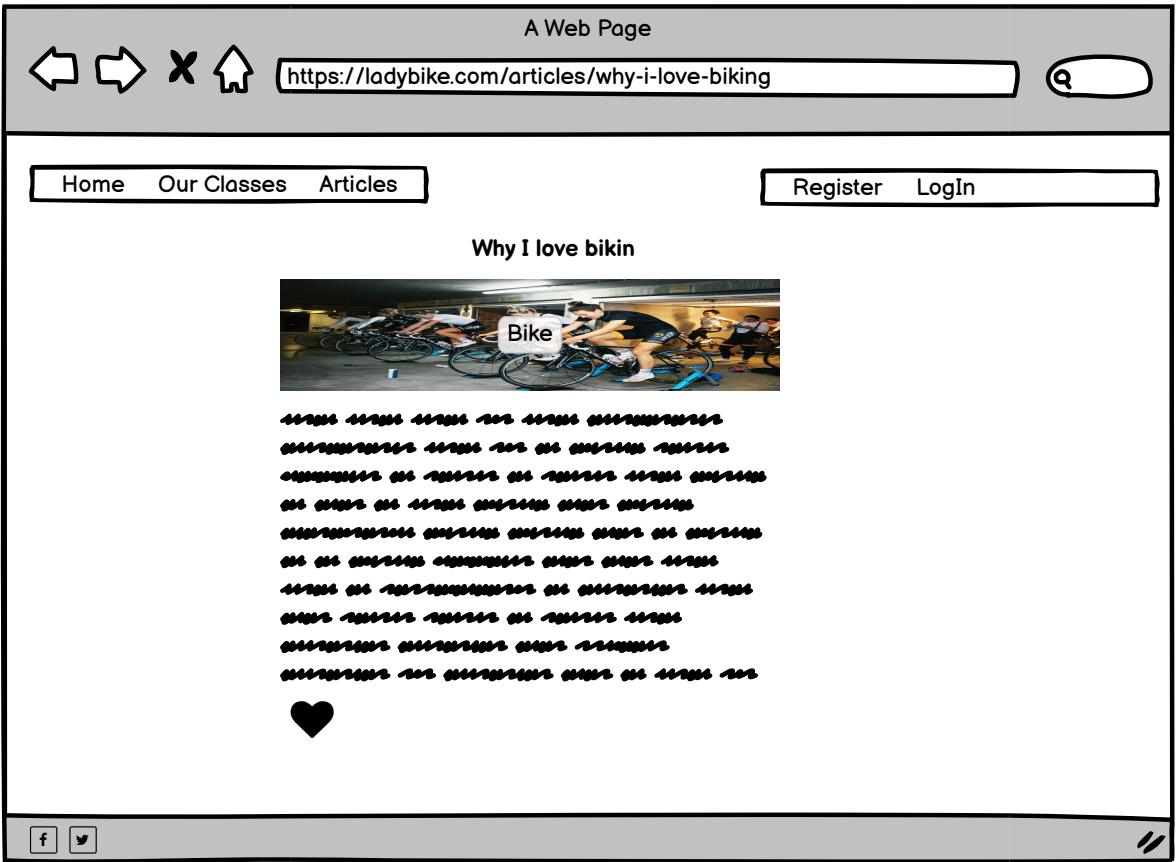 A Web Page
https://ladybike.com/articles/why-i-love-biking
Home Our Classes Articles
Register LogIn
Why I love bikin
Bike